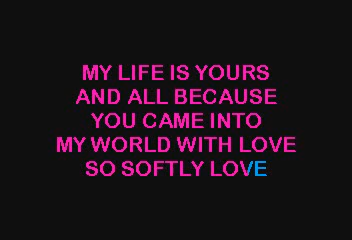 MY LIFE IS YOURS
AND ALL BECAUSE
YOU CAME INTO
MY WORLD WITH LOVE
SO SOFTLY LOVE